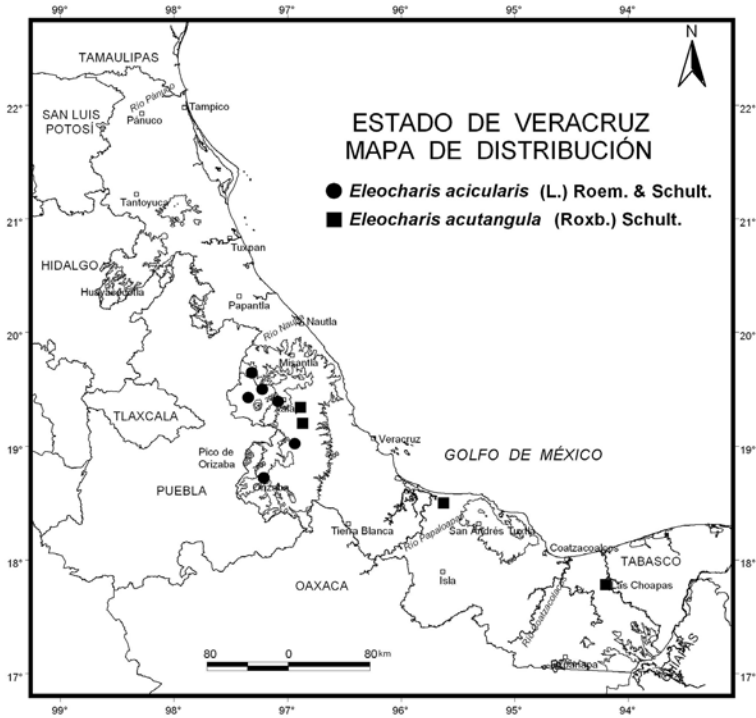 99° 98° 97° 96° 95° 94°
N
TAMAULIPAS
Río Pánuco
Tampico
22° 22°
Pánuco
SAN LUIS
POTOSÍ
ESTADO DE VERACRUZ
MAPA DE DISTRIBUCIÓN
Eleocharis acicularis (L.) Roem. & Schult.
Eleocharis acutangula (Roxb.) Schult.
Tantoyuca
21° 21°
Tuxpan
HIDALGO
Huayacocotla
Papantla
20° 20°
Río Nautla
Nautla
Misantla
TLAXCALA
19° 19°
Veracruz
Pico de
Orizaba
GOLFO DE MÉXICO
PUEBLA
Orizaba
Tierra Blanca
Río Papaloapan
San Andrés Tuxtla
18° 18°
Coatzacoalcos
TABASCO
OAXACA
Isla
Las Choapas
Río Coatzacoalcos
CHIAPAS
80 0 80 km
17° 17°
99° 98° 97° 96° 95° 94°